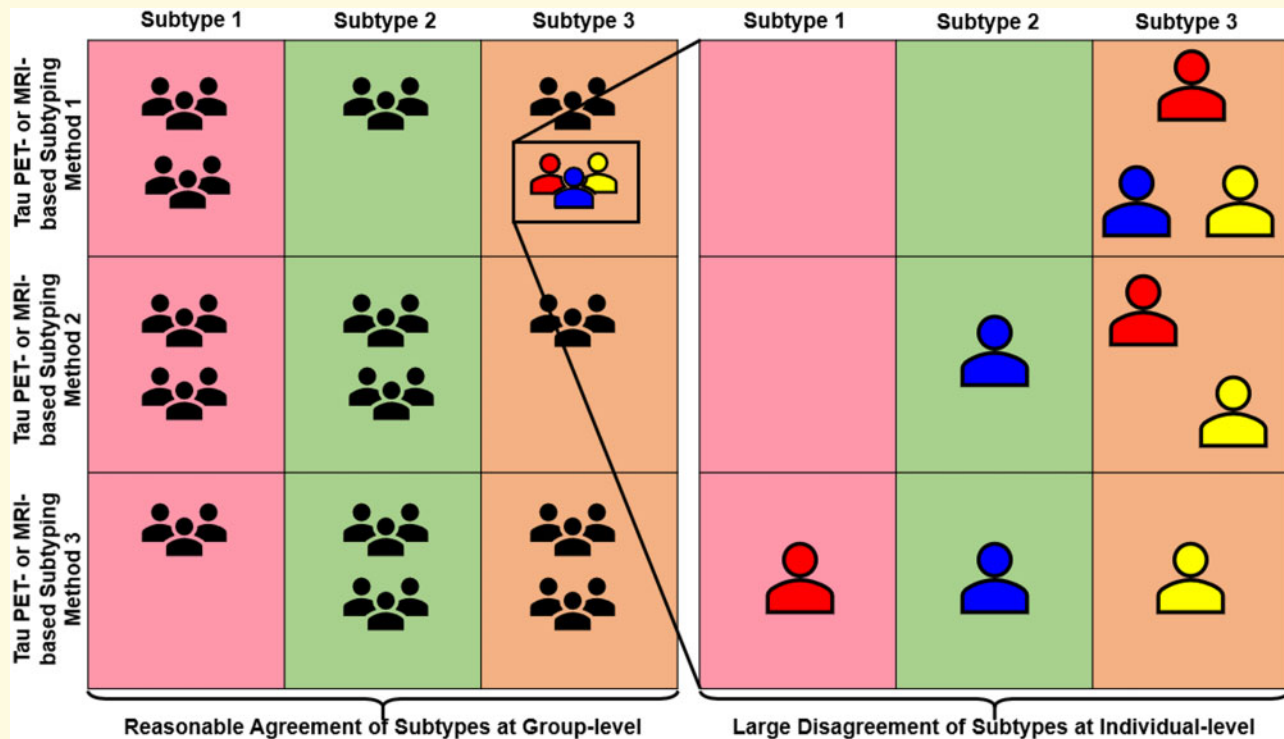 Subtype 1
Subtype 2
Subtype 3
Subtype 1
Subtype 2
Subtype 3
Tau PET- or MRI-
based Subtyping
Method 1
Tau PET- or MRI-
based Subtyping
Method 2
Tau PET- or MRI-
based Subtyping
Method 3
Reasonable Agreement of Subtypes at Group-level
Large Disagreement of Subtypes at Individual-level